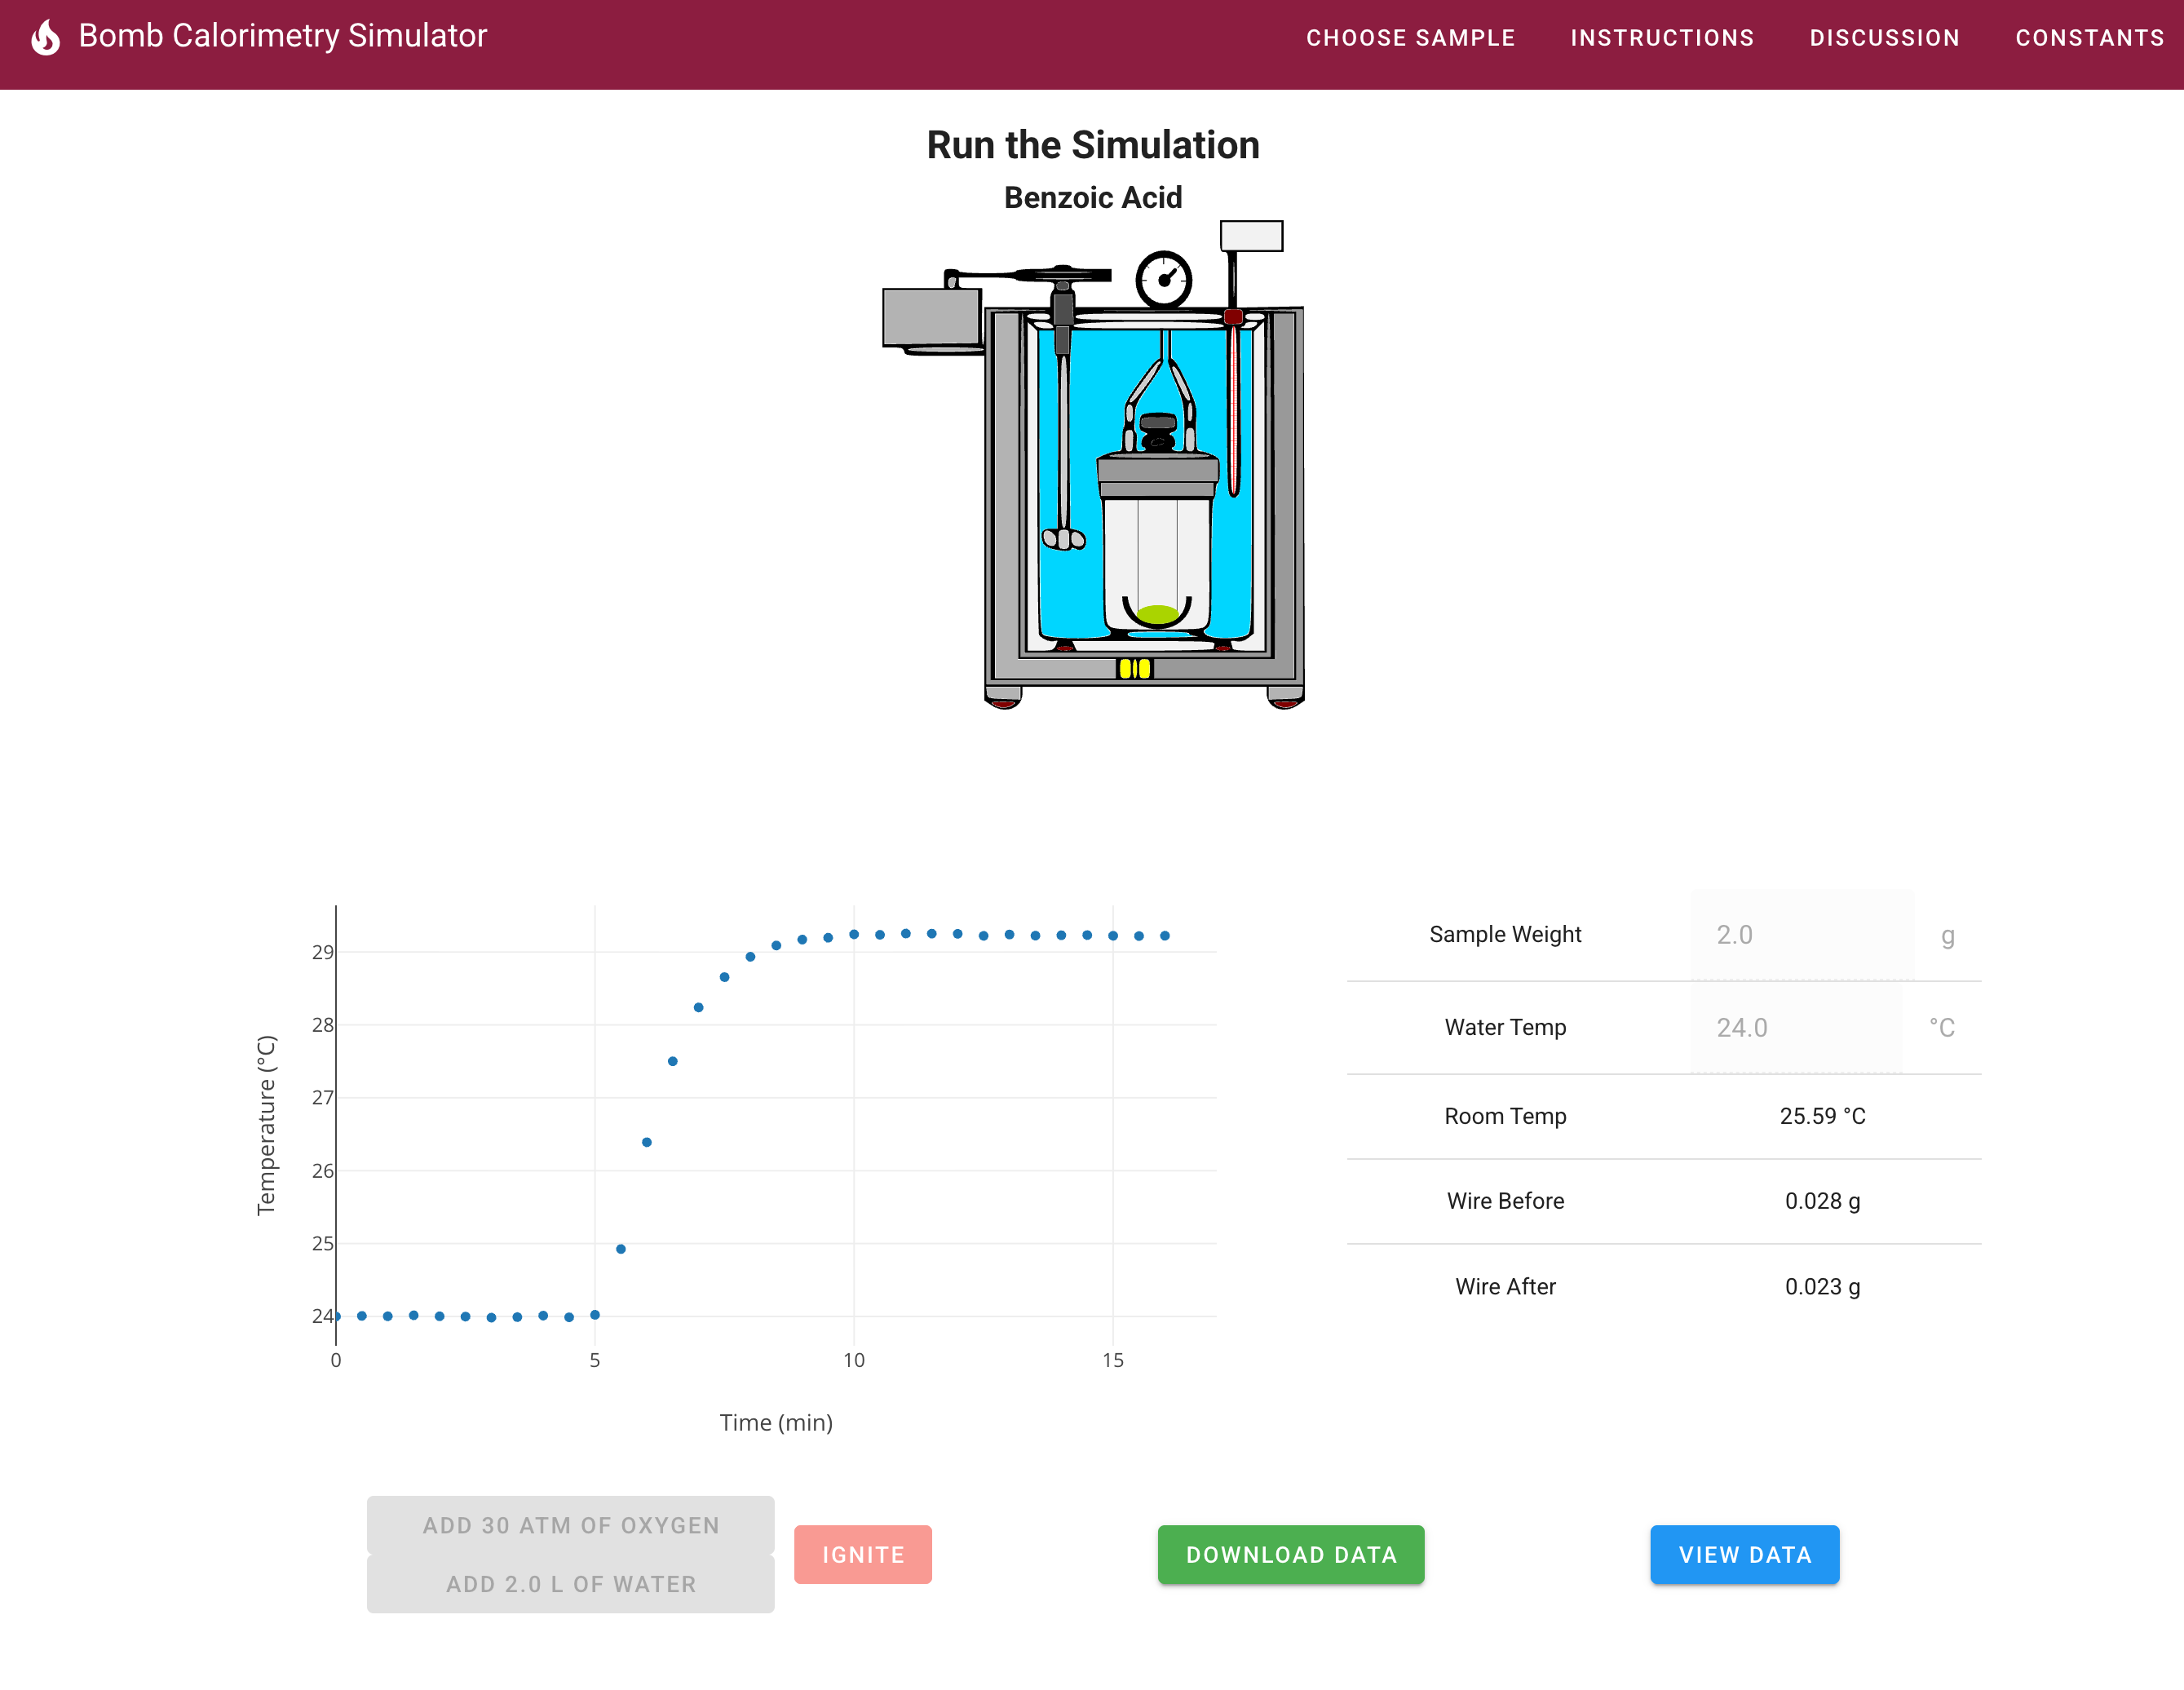 Bomb Calorimetry Simulator
CHOOSE SAMPLE
INSTRUCTIONS
DISCUSSION
CONSTANTS
Run the Simulation
Benzoic Acid
Temperature (°C)
29
28
27
26
25
24
0
5
10
15
Time (min)
Sample Weight 2.0 g
Water Temp 24.0 °C
Room Temp 25.59 °C
Wire Before 0.028 g
Wire After 0.023 g
ADD 30 ATM OF OXYGEN
ADD 2.0 L OF WATER
IGNITE
DOWNLOAD DATA
VIEW DATA